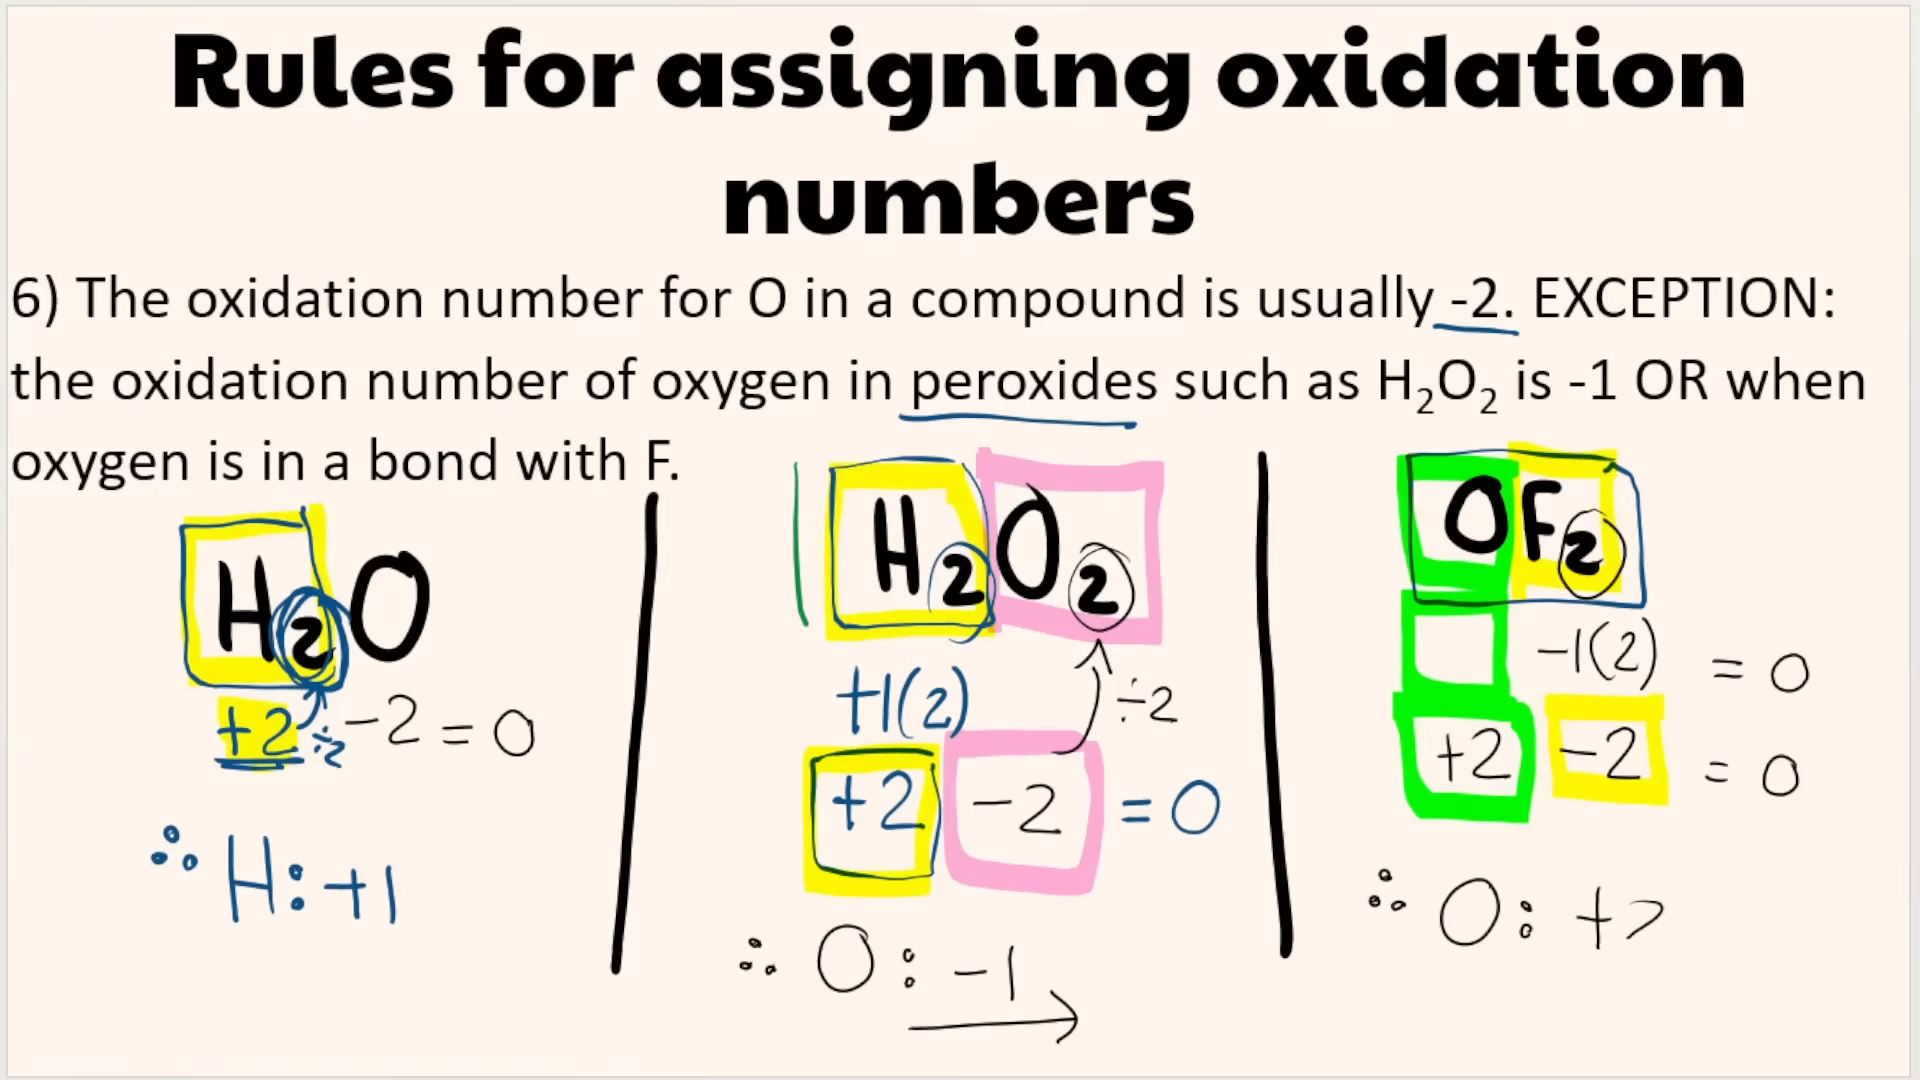 Rules for assigning oxidation
numbers
6) The oxidation number for O in a compound is usually -2. EXCEPTION:
the oxidation number of oxygen in peroxides such as H₂O₂ is -1 OR when
oxygen is in a bond with F.
H₂O
+2 ÷2 -2 = 0
∴ H: +1
H₂O₂
+1(2) ÷2
+2 -2 = 0
∴ O: -1
OF₂
-1(2) = 0
+2 -2 = 0
∴ O: +2